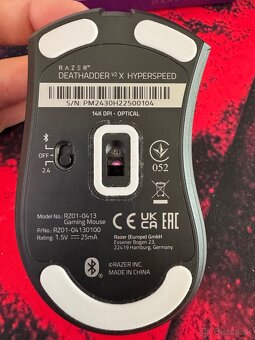 RAZER™
DEATHADDER V2 X HYPERSPEED
S/N: PM2430H22500104
14K DPI - OPTICAL
OFF
2.4
052
Model No.: RZ01-0413
Gaming Mouse
P/No.: RZ01-04130100
Rating: 1.5V ⎓ 25mA
CE UK CA EAC
Razer (Europe) GmbH
Essener Bogen 23,
22419 Hamburg, Germany
©RAZER INC.
MADE IN CHINA